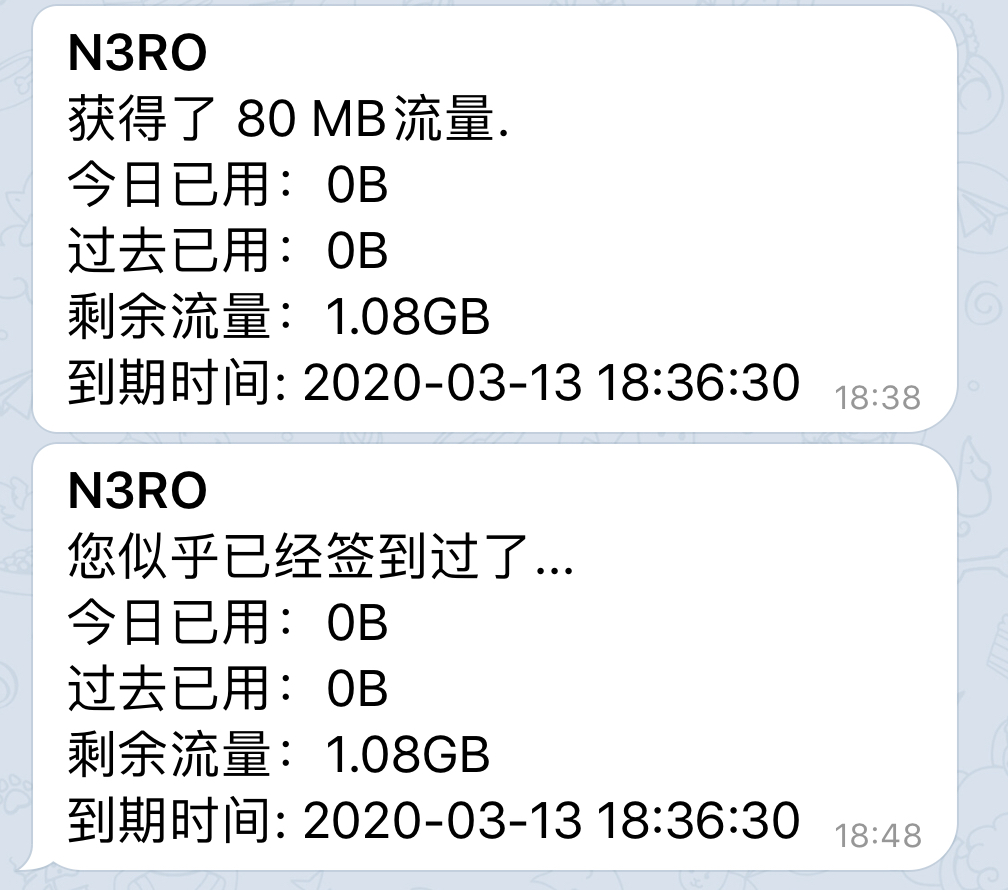 N3RO
获得了 80 MB流量.
今日已用：0B
过去已用：0B
剩余流量：1.08GB
到期时间: 2020-03-13 18:36:30
18:38
N3RO
您似乎已经签到过了...
今日已用：0B
过去已用：0B
剩余流量：1.08GB
到期时间: 2020-03-13 18:36:30
18:48